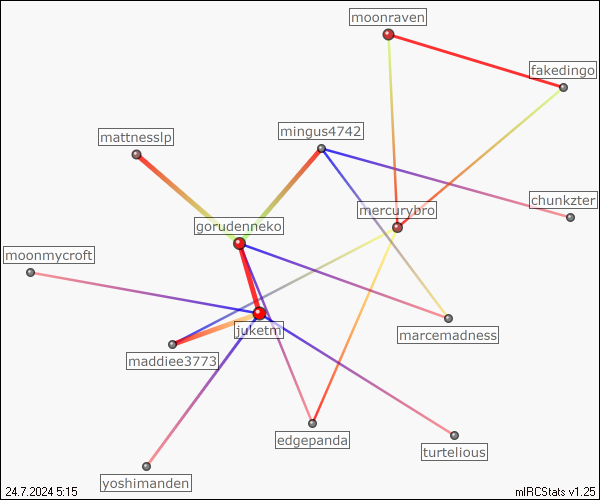 moonraven
fakedingo
mingus4742
mattnesslp
chunkzter
mercurybro
gorudenneko
moonmycroft
juketm
marcemadness
maddiee3773
edgepanda
turtelious
yoshimanden
24.7.2024 5:15
mIRCStats v1.25